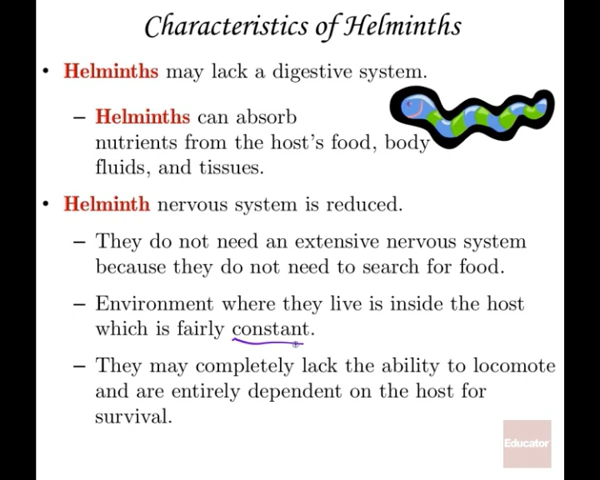 Characteristics of Helminths
• Helminths may lack a digestive system.
– Helminths can absorb
nutrients from the host's food, body
fluids, and tissues.
• Helminth nervous system is reduced.
– They do not need an extensive nervous system
because they do not need to search for food.
– Environment where they live is inside the host
which is fairly constant.
– They may completely lack the ability to locomote
and are entirely dependent on the host for
survival.
Educator